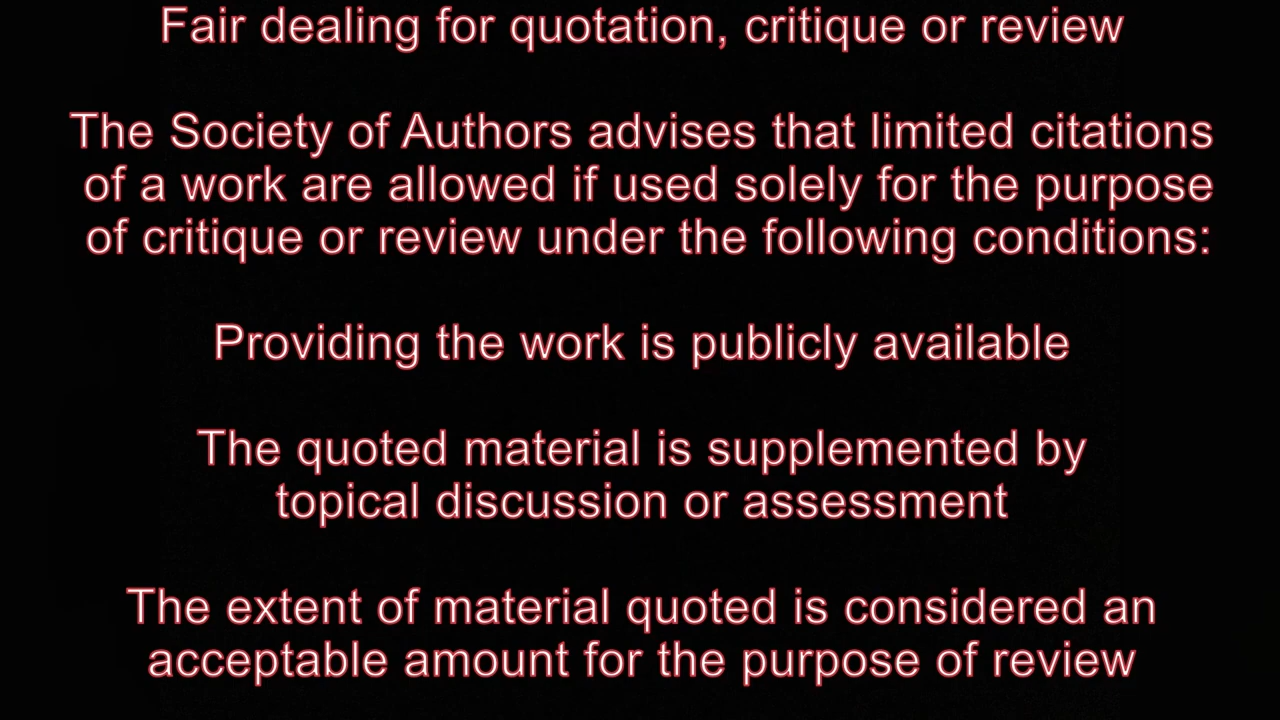 Fair dealing for quotation, critique or review
The Society of Authors advises that limited citations
of a work are allowed if used solely for the purpose
of critique or review under the following conditions:
Providing the work is publicly available
The quoted material is supplemented by
topical discussion or assessment
The extent of material quoted is considered an
acceptable amount for the purpose of review